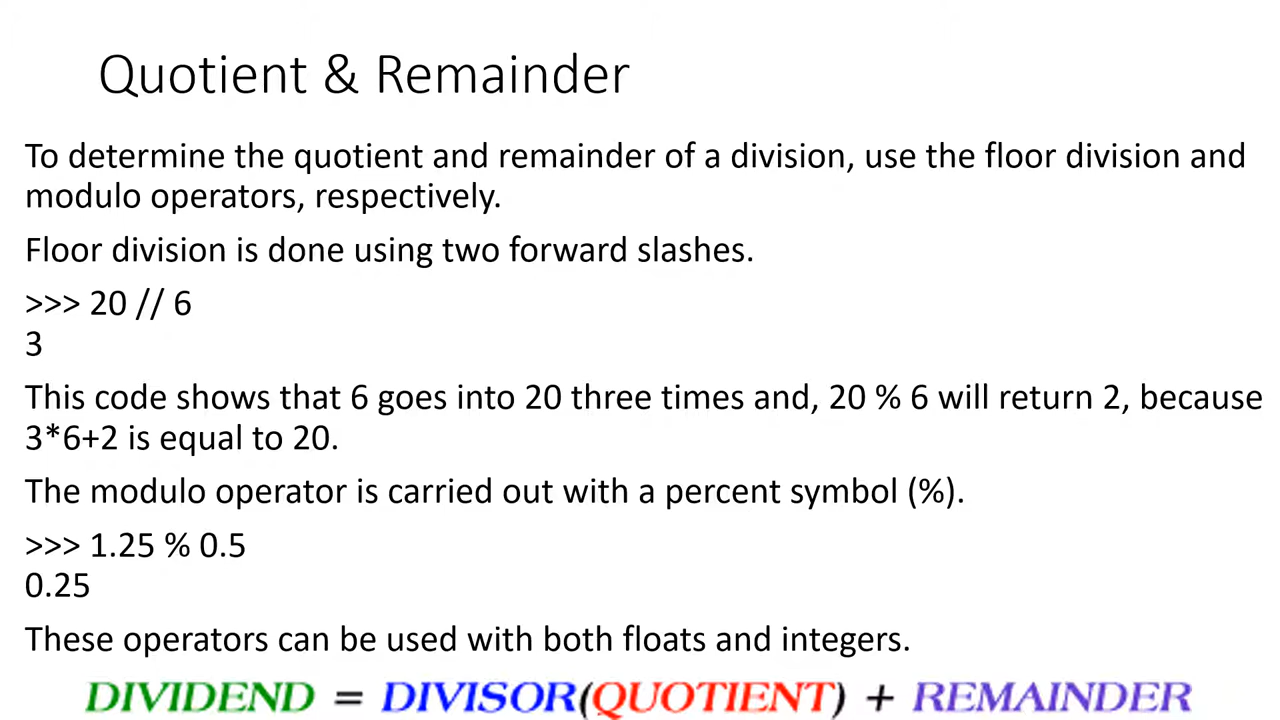 Quotient & Remainder
To determine the quotient and remainder of a division, use the floor division and
modulo operators, respectively.
Floor division is done using two forward slashes.
>>> 20 // 6
3
This code shows that 6 goes into 20 three times and, 20 % 6 will return 2, because
3*6+2 is equal to 20.
The modulo operator is carried out with a percent symbol (%).
>>> 1.25 % 0.5
0.25
These operators can be used with both floats and integers.
DIVIDEND = DIVISOR(QUOTIENT) + REMAINDER